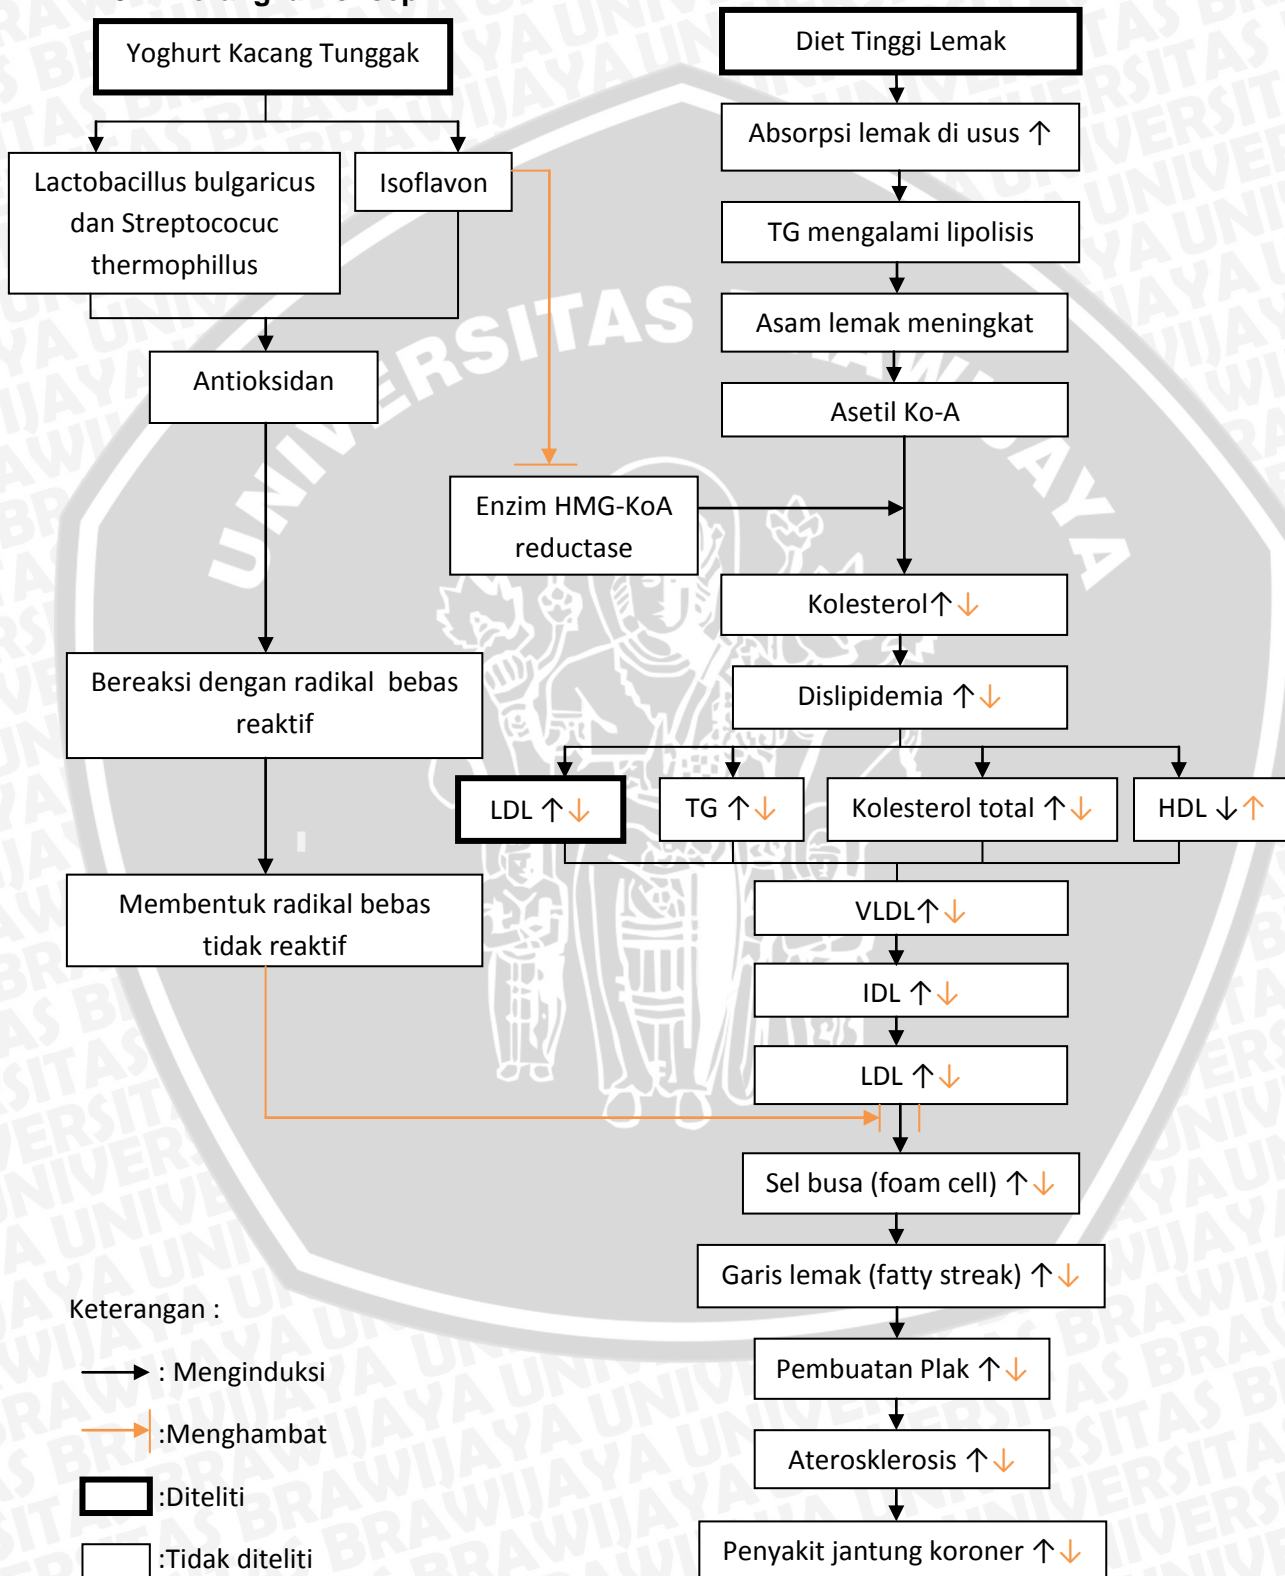 Yoghurt Kacang Tunggak
Lactobacillus bulgaricus
dan Streptococuc
thermophillus
Isoflavon
Antioksidan
Bereaksi dengan radikal bebas
reaktif
Membentuk radikal bebas
tidak reaktif
Enzim HMG-KoA
reductase
Diet Tinggi Lemak
Absorpsi lemak di usus ↑
TG mengalami lipolisis
Asam lemak meningkat
Asetil Ko-A
Kolesterol↑↓
Dislipidemia ↑↓
LDL ↑↓
TG ↑↓
Kolesterol total ↑↓
HDL ↓↑
VLDL↑↓
IDL ↑↓
LDL ↑↓
Sel busa (foam cell) ↑↓
Garis lemak (fatty streak) ↑↓
Pembuatan Plak ↑↓
Aterosklerosis ↑↓
Penyakit jantung koroner ↑↓
Keterangan :
: Menginduksi
:Menghambat
:Diteliti
:Tidak diteliti
UNIVERSITAS BRAWIJAYA